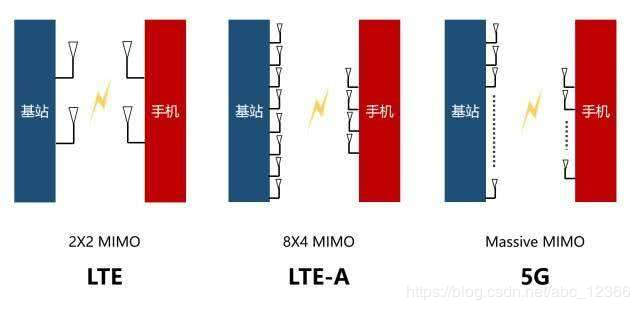 基站
手机
基站
手机
基站
手机
2X2 MIMO
8X4 MIMO
Massive MIMO
LTE
LTE-A
5G
https://blog.csdn.net/abc_12366